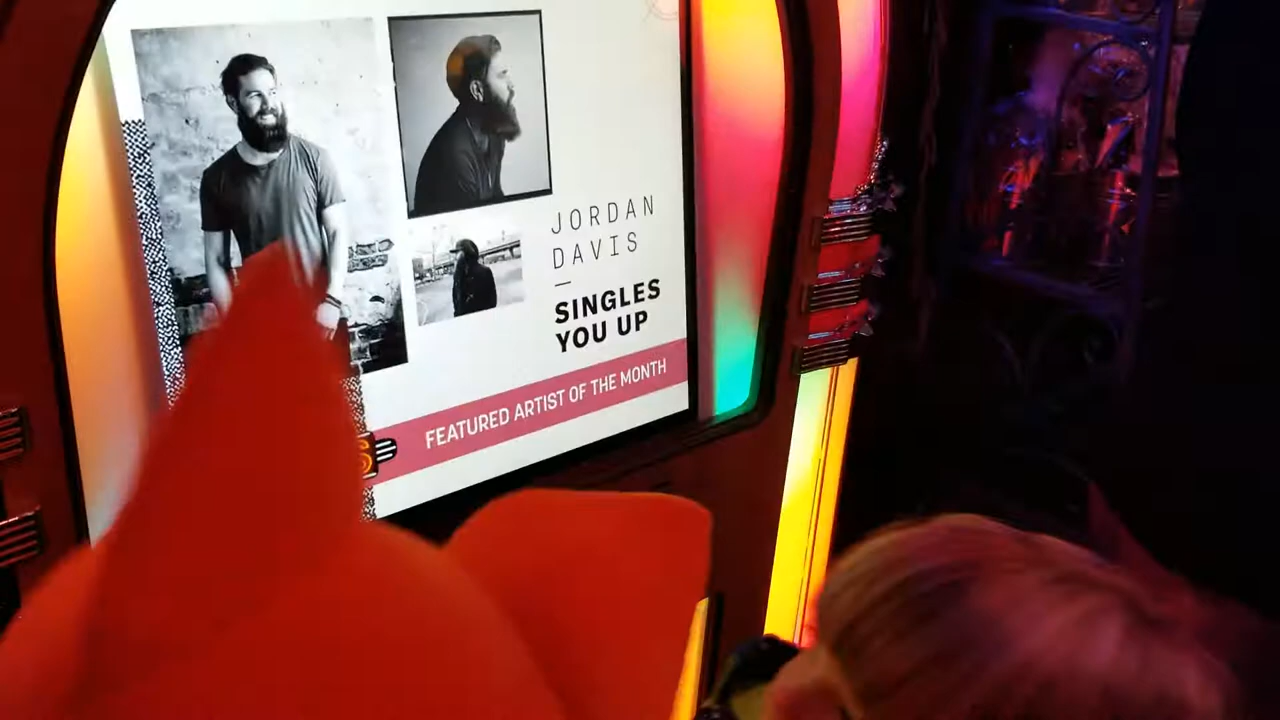 JORDAN
DAVIS
—
SINGLES
YOU UP
FEATURED ARTIST OF THE MONTH